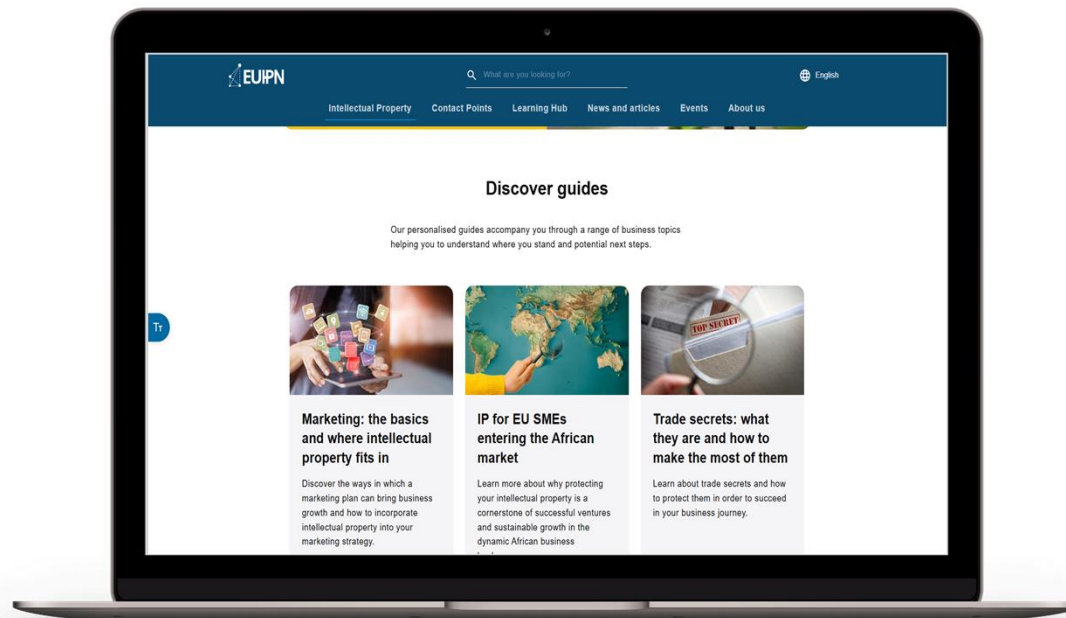 EUIPN
What are you looking for?
English
Intellectual Property Contact Points Learning Hub News and articles Events About us
Discover guides
Our personalised guides accompany you through a range of business topics
helping you to understand where you stand and potential next steps.
Tт
TOP SECRET
Marketing: the basics
and where intellectual
property fits in
Discover the ways in which a
marketing plan can bring business
growth and how to incorporate
intellectual property into your
marketing strategy.
IP for EU SMEs
entering the African
market
Learn more about why protecting
your intellectual property is a
cornerstone of successful ventures
and sustainable growth in the
dynamic African business
Trade secrets: what
they are and how to
make the most of them
Learn about trade secrets and how
to protect them in order to succeed
in your business journey.